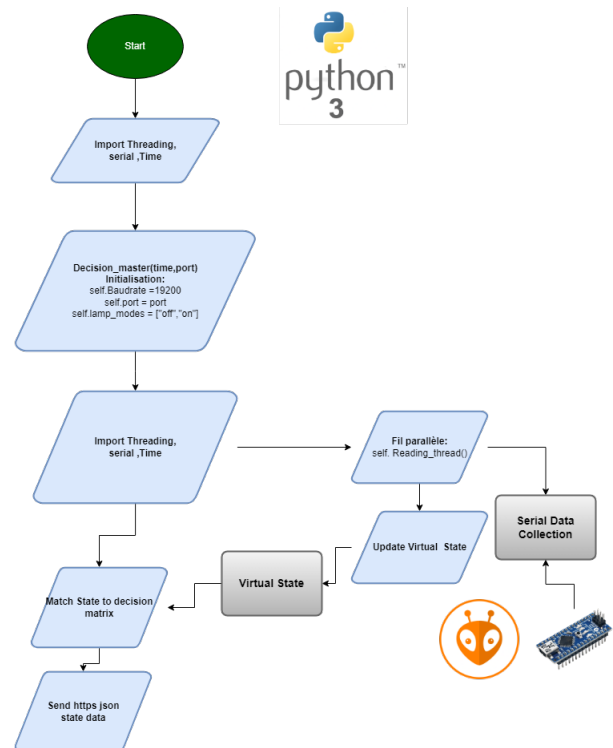 Start
python™
3
Import Threading,
serial ,Time
Decision_master(time,port)
Initialisation:
self.Baudrate =19200
self.port = port
self.lamp_modes = ["off","on"]
Import Threading,
serial ,Time
Fil parallèle:
self. Reading_thread()
Serial Data
Collection
Update Virtual State
Virtual State
Match State to decision
matrix
Send https json
state data